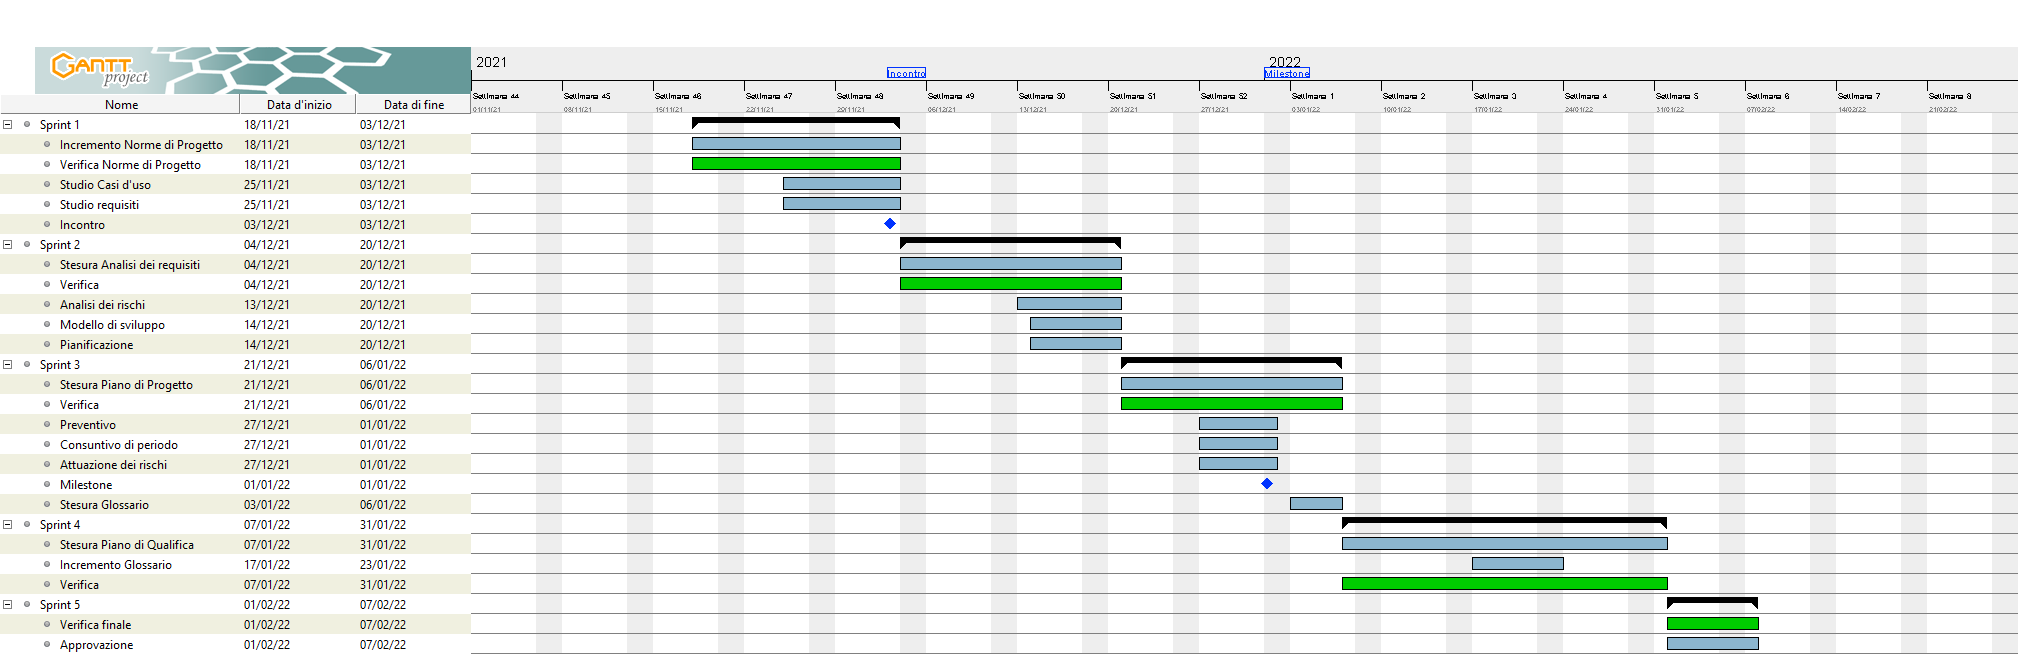 GANTT
project
2021
2022
Incontro
Milestone
Nome Data d'inizio Data di fine
Settimana 44 Settimana 45 Settimana 46 Settimana 47 Settimana 48 Settimana 49 Settimana 50 Settimana 51 Settimana 52 Settimana 1 Settimana 2 Settimana 3 Settimana 4 Settimana 5 Settimana 6 Settimana 7 Settimana 8
01/11/21 08/11/21 15/11/21 22/11/21 29/11/21 06/12/21 13/12/21 20/12/21 27/12/21 03/01/22 10/01/22 17/01/22 24/01/22 31/01/22 07/02/22 14/02/22 21/02/22
Sprint 1 18/11/21 03/12/21
Incremento Norme di Progetto 18/11/21 03/12/21
Verifica Norme di Progetto 18/11/21 03/12/21
Studio Casi d'uso 25/11/21 03/12/21
Studio requisiti 25/11/21 03/12/21
Incontro 03/12/21 03/12/21
Sprint 2 04/12/21 20/12/21
Stesura Analisi dei requisiti 04/12/21 20/12/21
Verifica 04/12/21 20/12/21
Analisi dei rischi 13/12/21 20/12/21
Modello di sviluppo 14/12/21 20/12/21
Pianificazione 14/12/21 20/12/21
Sprint 3 21/12/21 06/01/22
Stesura Piano di Progetto 21/12/21 06/01/22
Verifica 21/12/21 06/01/22
Preventivo 27/12/21 01/01/22
Consuntivo di periodo 27/12/21 01/01/22
Attuazione dei rischi 27/12/21 01/01/22
Milestone 01/01/22 01/01/22
Stesura Glossario 03/01/22 06/01/22
Sprint 4 07/01/22 31/01/22
Stesura Piano di Qualifica 07/01/22 31/01/22
Incremento Glossario 17/01/22 23/01/22
Verifica 07/01/22 31/01/22
Sprint 5 01/02/22 07/02/22
Verifica finale 01/02/22 07/02/22
Approvazione 01/02/22 07/02/22